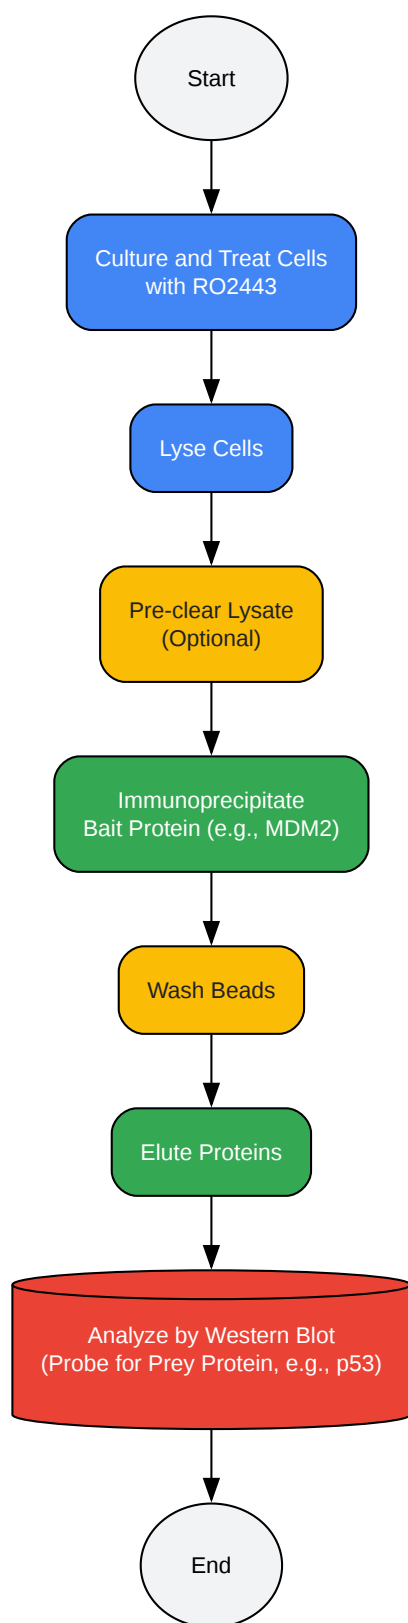 Start
Culture and Treat Cells
with RO2443
Lyse Cells
Pre-clear Lysate
(Optional)
Immunoprecipitate
Bait Protein (e.g., MDM2)
Wash Beads
Elute Proteins
Analyze by Western Blot
(Probe for Prey Protein, e.g., p53)
End